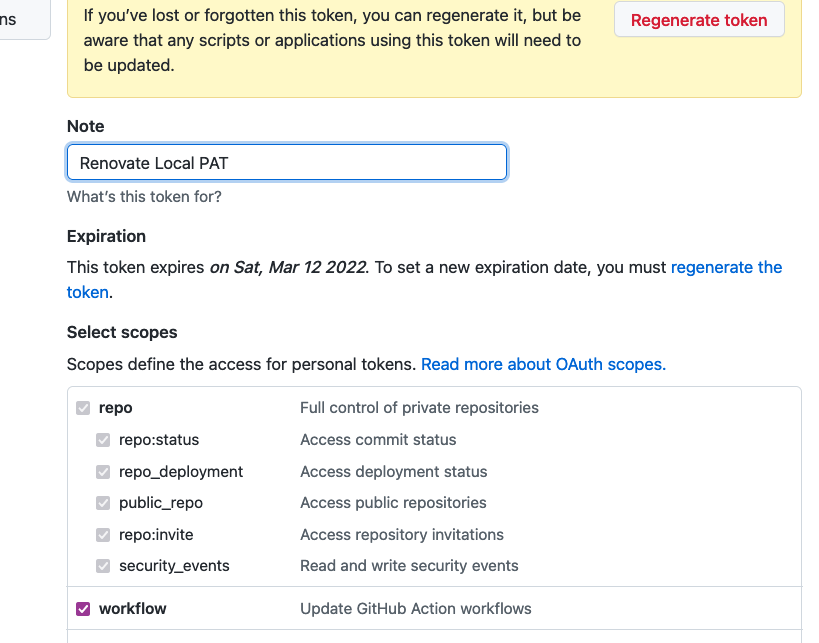 ns
If you’ve lost or forgotten this token, you can regenerate it, but be
aware that any scripts or applications using this token will need to
be updated.
Regenerate token
Note
Renovate Local PAT
What’s this token for?
Expiration
This token expires on Sat, Mar 12 2022. To set a new expiration date, you must regenerate the
token.
Select scopes
Scopes define the access for personal tokens. Read more about OAuth scopes.
repo Full control of private repositories
repo:status Access commit status
repo_deployment Access deployment status
public_repo Access public repositories
repo:invite Access repository invitations
security_events Read and write security events
workflow Update GitHub Action workflows